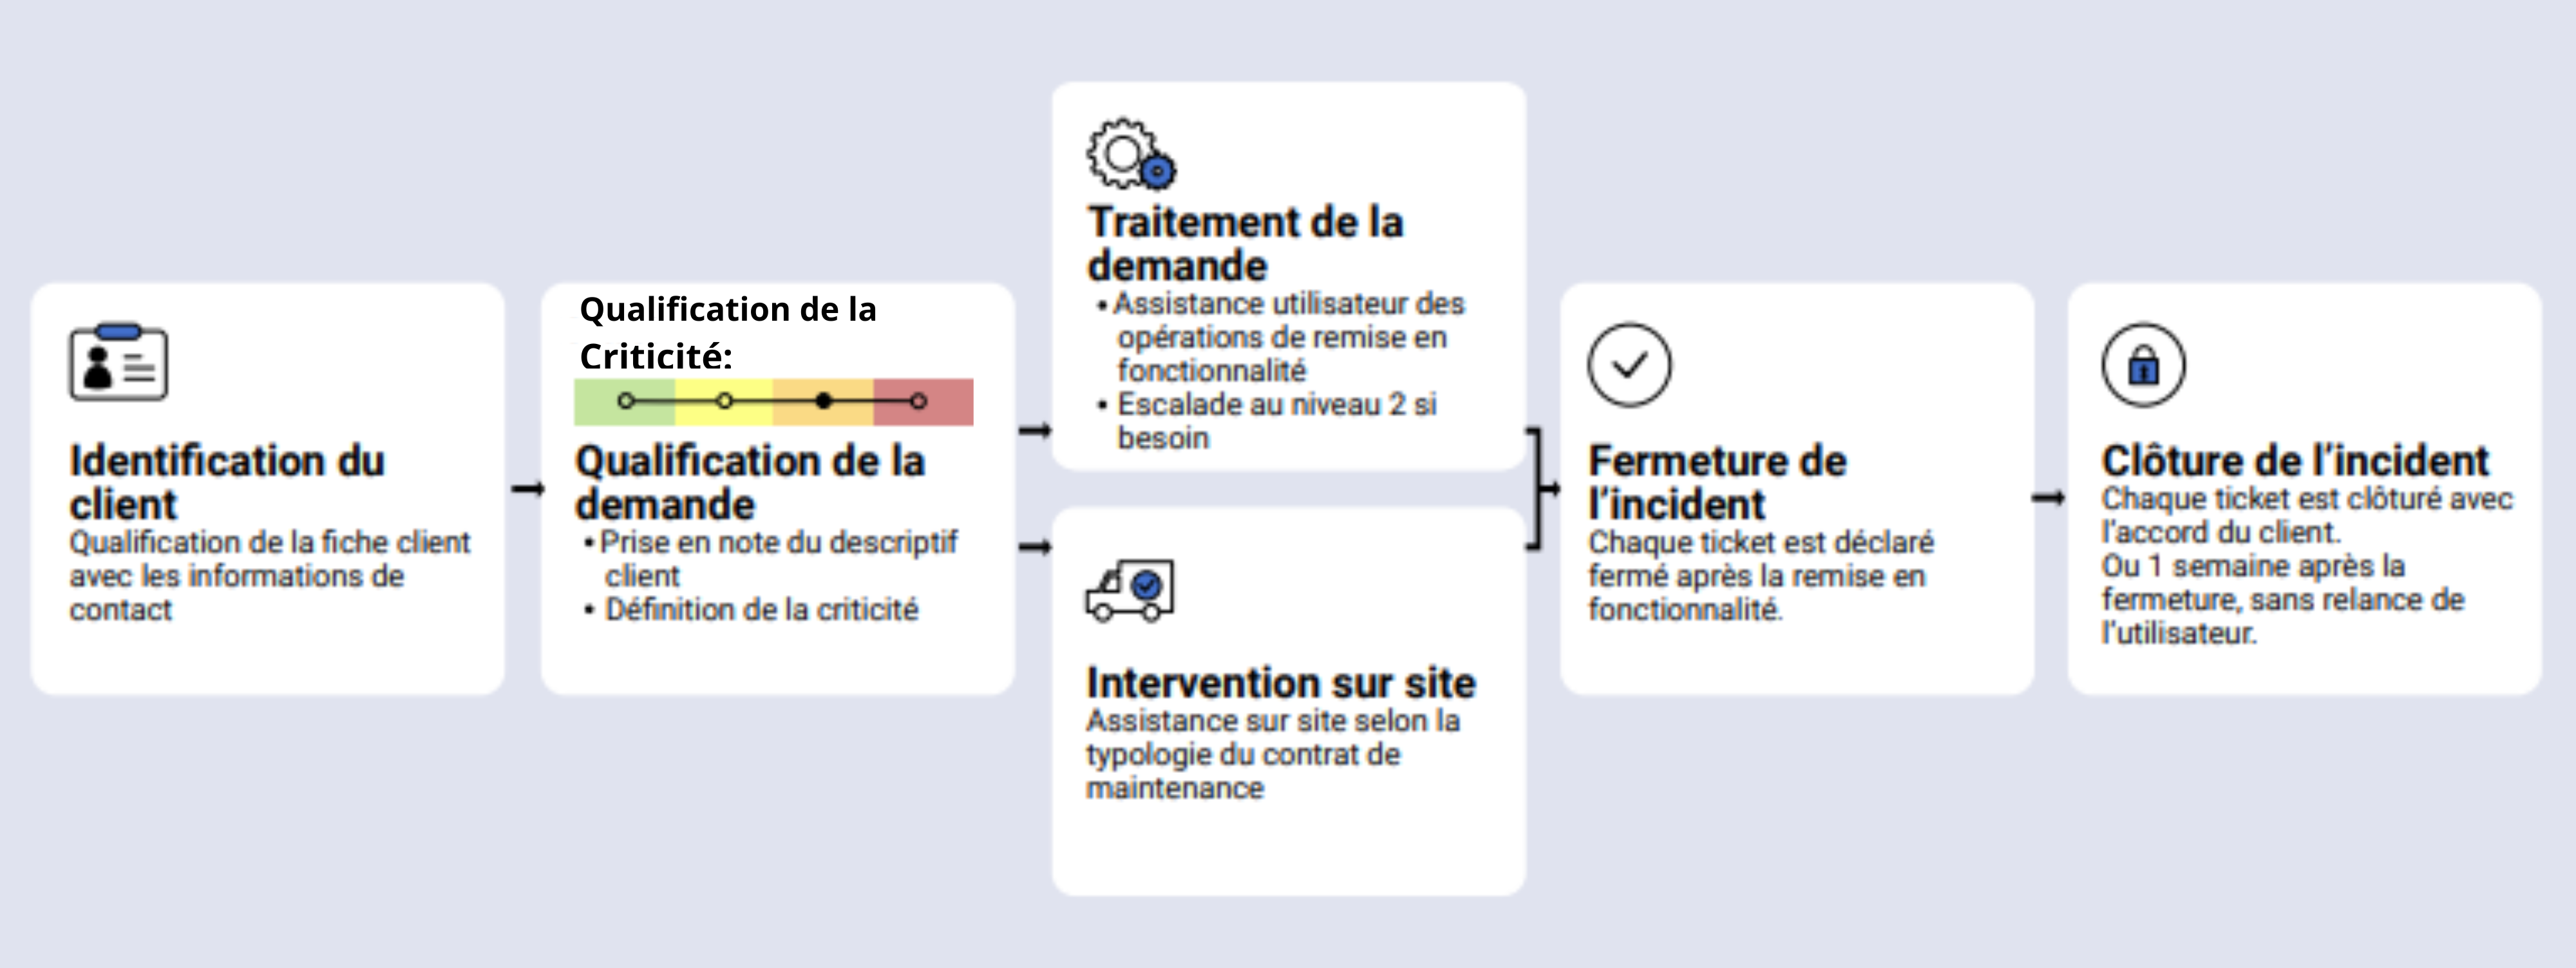 Identification du
client
Qualification de la fiche client
avec les informations de
contact
Qualification de la
Criticité:
Qualification de la
demande
• Prise en note du descriptif
client
• Définition de la criticité
Traitement de la
demande
• Assistance utilisateur des
opérations de remise en
fonctionnalité
• Escalade au niveau 2 si
besoin
Intervention sur site
Assistance sur site selon la
typologie du contrat de
maintenance
Fermeture de
l'incident
Chaque ticket est déclaré
fermé après la remise en
fonctionnalité.
Clôture de l'incident
Chaque ticket est clôturé avec
l'accord du client.
Ou 1 semaine après la
fermeture, sans relance de
l'utilisateur.